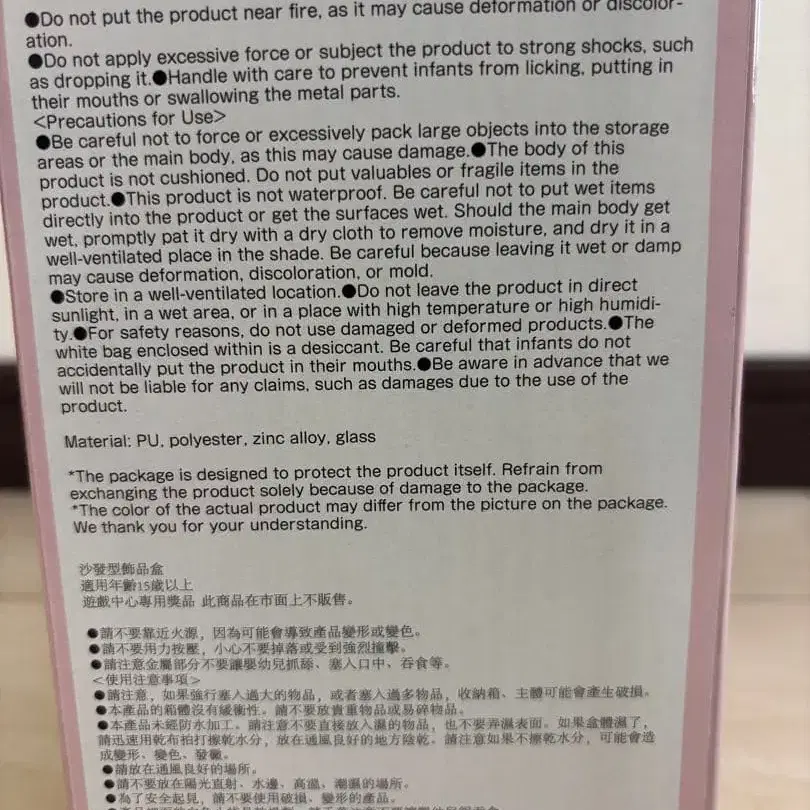 ●Do not put the product near fire, as it may cause deformation or discolor-
ation.
●Do not apply excessive force or subject the product to strong shocks, such
as dropping it.●Handle with care to prevent infants from licking, putting in
their mouths or swallowing the metal parts.
<Precautions for Use>
●Be careful not to force or excessively pack large objects into the storage
areas or the main body, as this may cause damage.●The body of this
product is not cushioned. Do not put valuables or fragile items in the
product.●This product is not waterproof. Be careful not to put wet items
directly into the product or get the surfaces wet. Should the main body get
wet, promptly pat it dry with a dry cloth to remove moisture, and dry it in a
well-ventilated place in the shade. Be careful because leaving it wet or damp
may cause deformation, discoloration, or mold.
●Store in a well-ventilated location.●Do not leave the product in direct
sunlight, in a wet area, or in a place with high temperature or high humidi-
ty.●For safety reasons, do not use damaged or deformed products.●The
white bag enclosed within is a desiccant. Be careful that infants do not
accidentally put the product in their mouths.●Be aware in advance that we
will not be liable for any claims, such as damages due to the use of the
product.
Material: PU, polyester, zinc alloy, glass
*The package is designed to protect the product itself. Refrain from
exchanging the product solely because of damage to the package.
*The color of the actual product may differ from the picture on the package.
We thank you for your understanding.
沙發型飾品盒
適用年齡15歲以上
遊戲中心專用獎品 此商品在市面上不販售。
●請不要靠近火源，因為可能會導致產品變形或變色。
●請不要用力按壓，小心不要掉落或受到強烈撞擊。
●請注意金屬部分不要讓嬰幼兒抓舔、塞入口中、吞食等。
<使用注意事項>
●請注意，如果強行塞入過大的物品，或者塞入過多物品，收納箱、主體可能會產生破損。
●本產品的箱體沒有緩衝性。請不要放貴重物品或易碎物品。
●本產品未經防水加工。請注意不要直接放入濕的物品，也不要弄濕表面。如果盒體濕了，
請迅速用乾布拍打擦乾水分，放在通風良好的地方陰乾。請注意如果不擦乾水分，可能會造
成變形、變色、發黴。
●請放在通風良好的場所。
●請不要放在陽光直射、水邊、高溫、潮濕的場所。
●為了安全起見，請不要使用破損、變形的產品。